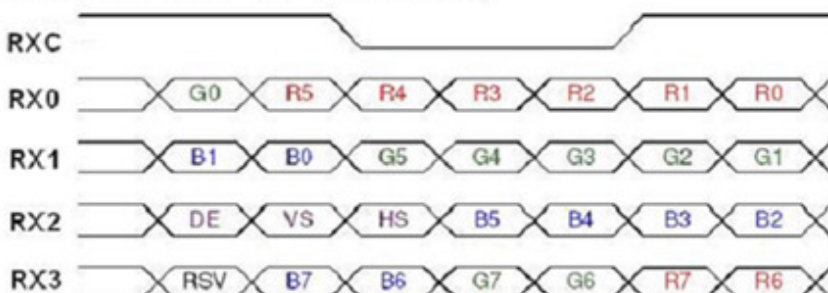 RXC
RX0 G0 R5 R4 R3 R2 R1 R0
RX1 B1 B0 G5 G4 G3 G2 G1
RX2 DE VS HS B5 B4 B3 B2
RX3 RSV B7 B6 G7 G6 R7 R6